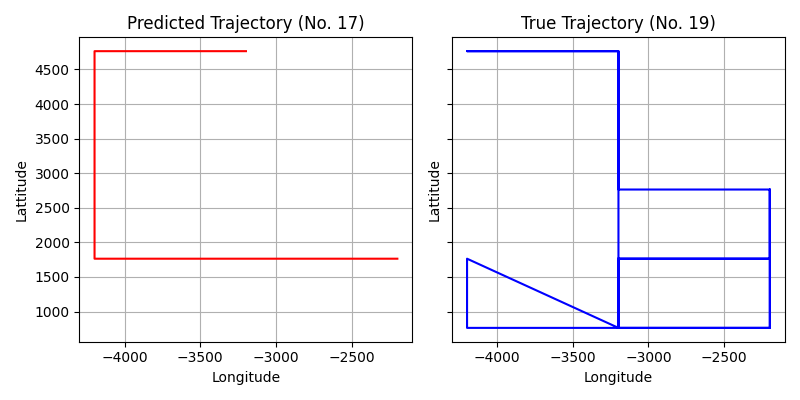 Predicted Trajectory (No. 17)
True Trajectory (No. 19)
4500
4000
3500
3000
2500
2000
1500
1000
Lattitude
Lattitude
−4000 −3500 −3000 −2500
−4000 −3500 −3000 −2500
Longitude
Longitude